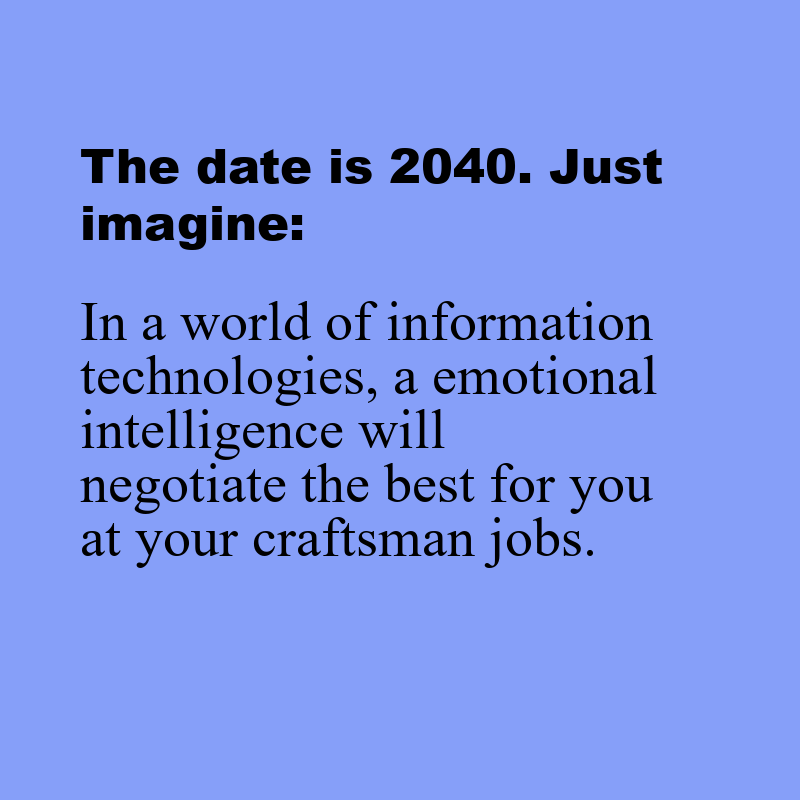 The date is 2040. Just
imagine:
In a world of information
technologies, a emotional
intelligence will
negotiate the best for you
at your craftsman jobs.